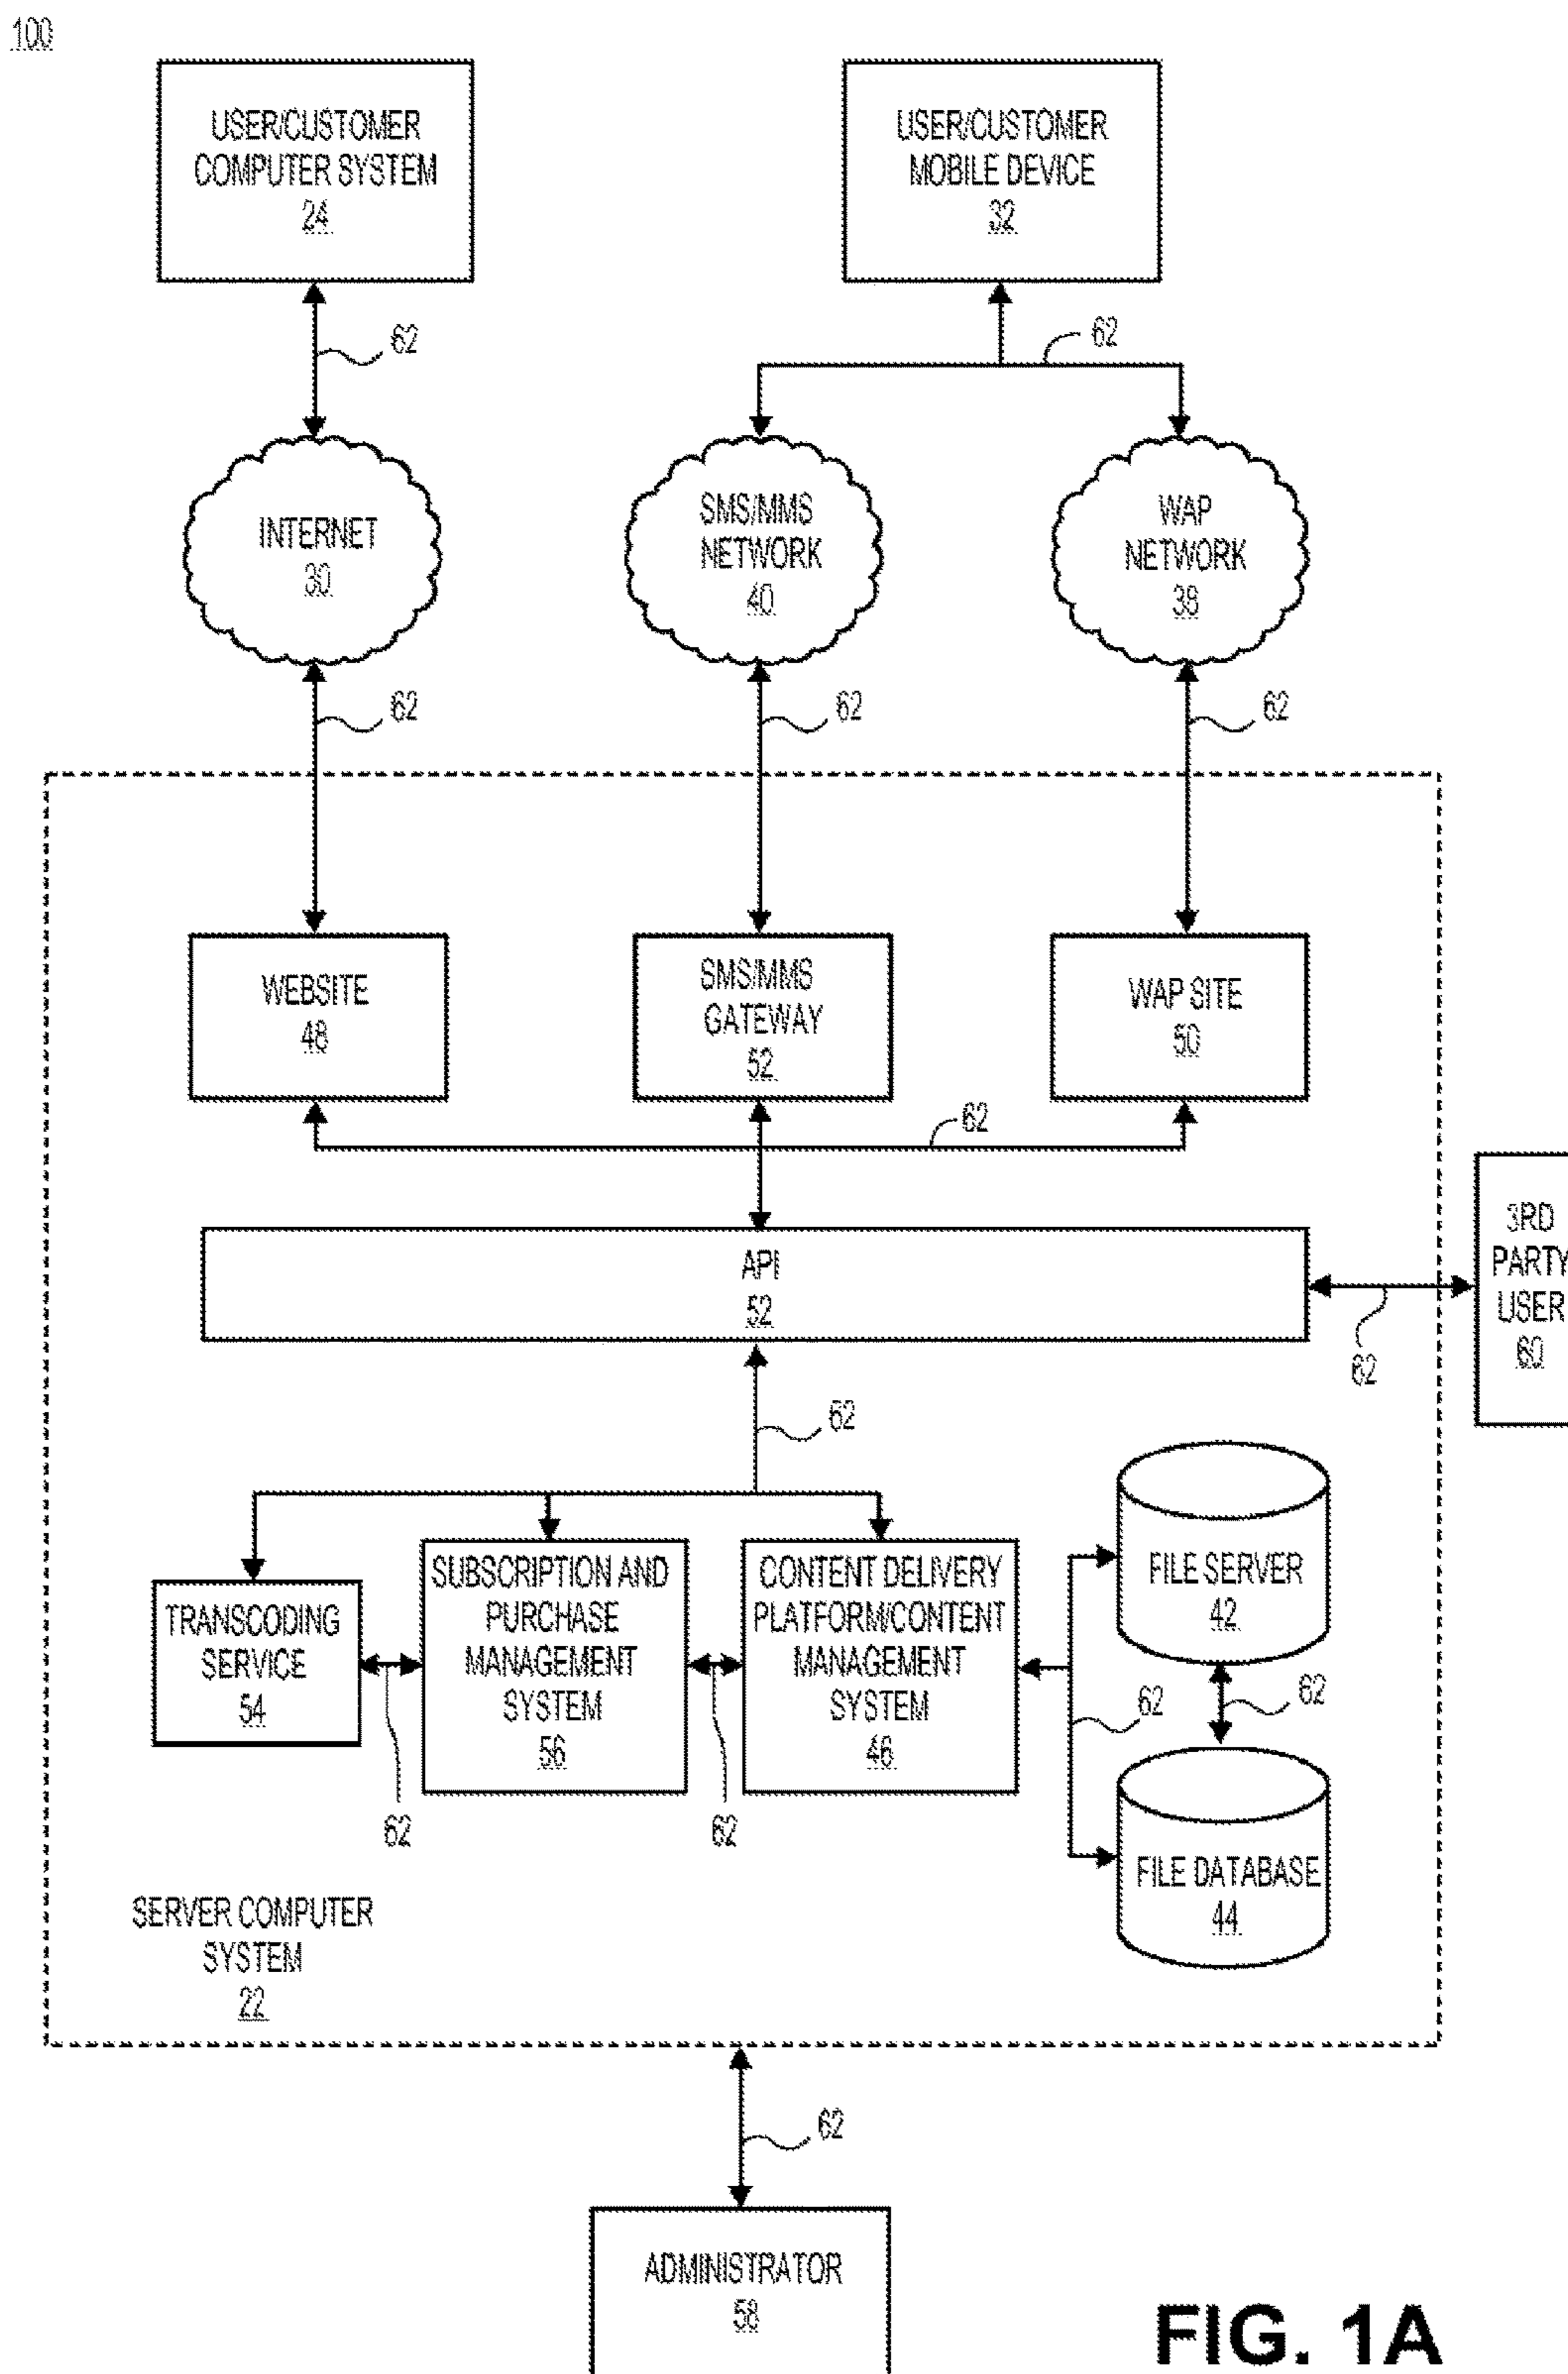 100
USER/CUSTOMER
COMPUTER SYSTEM
24
USER/CUSTOMER
MOBILE DEVICE
32
62
62
INTERNET
30
SMS/MMS
NETWORK
40
WAP
NETWORK
38
62
62
62
WEBSITE
48
SMS/MMS
GATEWAY
52
WAP SITE
50
62
API
52
3RD
PARTY
USER
60
62
62
TRANSCODING
SERVICE
54
SUBSCRIPTION AND
PURCHASE
MANAGEMENT
SYSTEM
56
CONTENT DELIVERY
PLATFORM/CONTENT
MANAGEMENT
SYSTEM
46
FILE SERVER
42
62
62
FILE DATABASE
44
62
62
SERVER COMPUTER
SYSTEM
22
62
ADMINISTRATOR
58
FIG. 1A